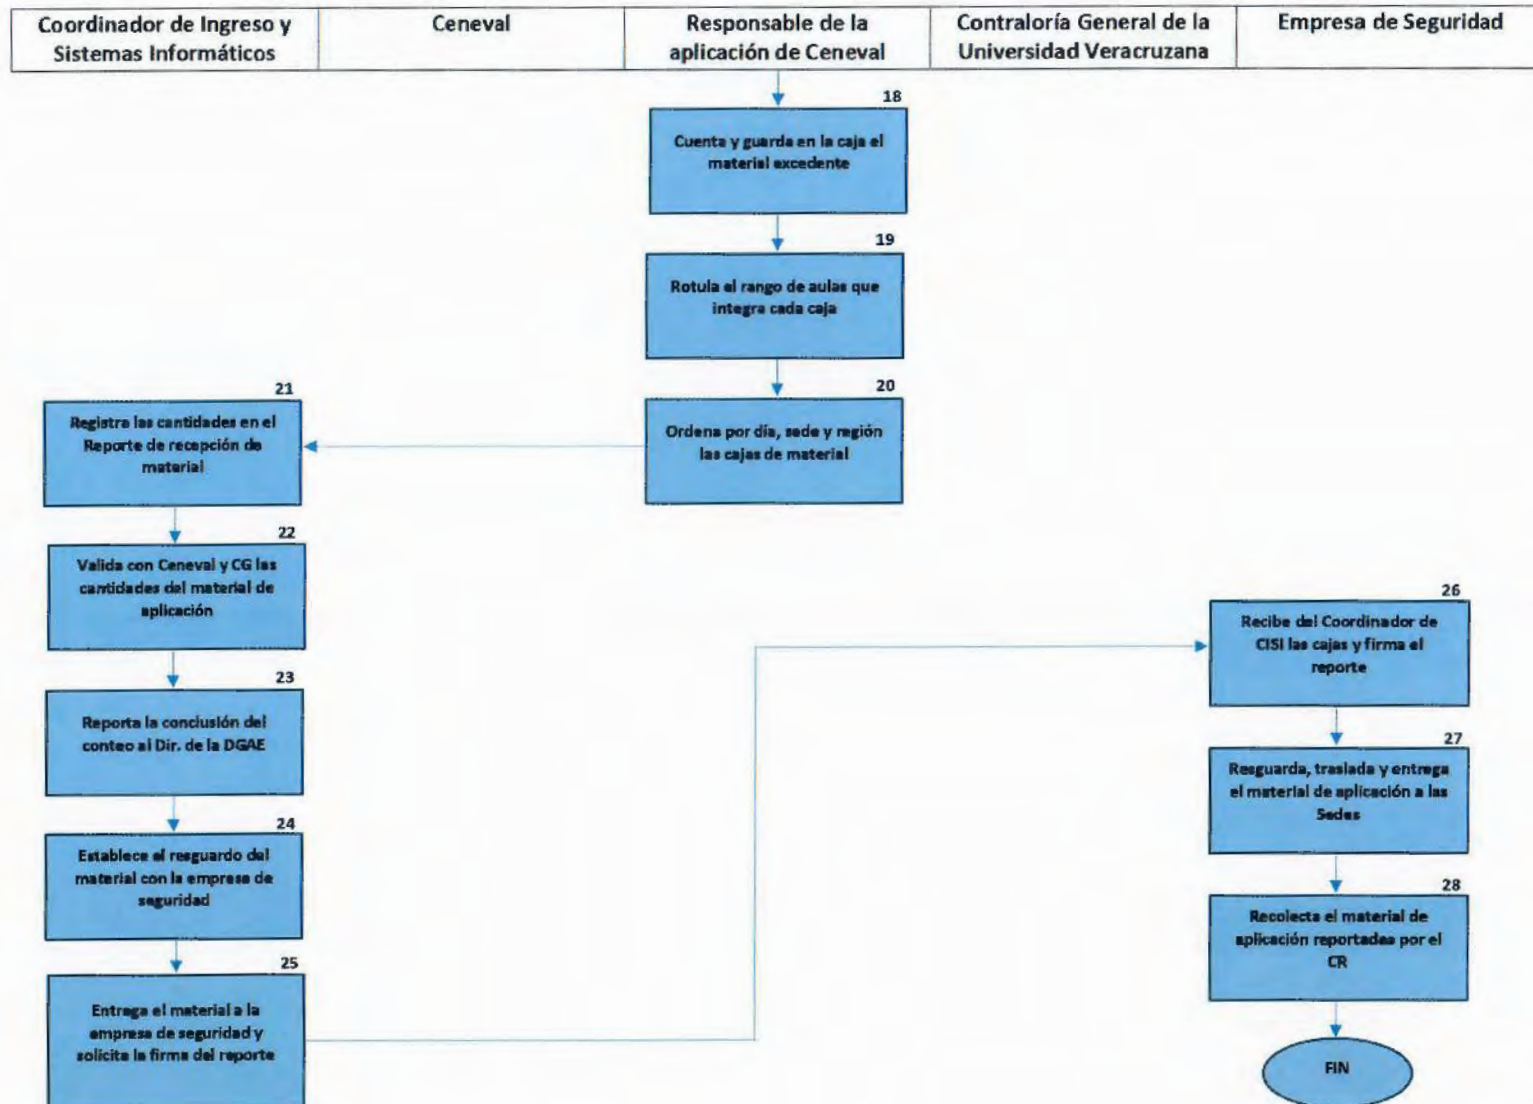 Coordinador de Ingreso y
Sistemas Informáticos
Ceneval
Responsable de la
aplicación de Ceneval
Contraloría General de la
Universidad Veracruzana
Empresa de Seguridad
18
Cuenta y guarda en la caja el
material excedente
19
Rotula el rango de aulas que
integra cada caja
20
Ordena por día, sede y región
las cajas de material
21
Registra las cantidades en el
Reporte de recepción de
material
22
Valida con Ceneval y CG las
cantidades del material de
aplicación
23
Reporta la conclusión del
conteo al Dir. de la DGAE
24
Establece el resguardo del
material con la empresa de
seguridad
25
Entrega el material a la
empresa de seguridad y
solicita la firma del reporte
26
Recibe del Coordinador de
CISI las cajas y firma el
reporte
27
Resguarda, traslada y entrega
el material de aplicación a las
Sedes
28
Recolecta el material de
aplicación reportadas por el
CR
FIN